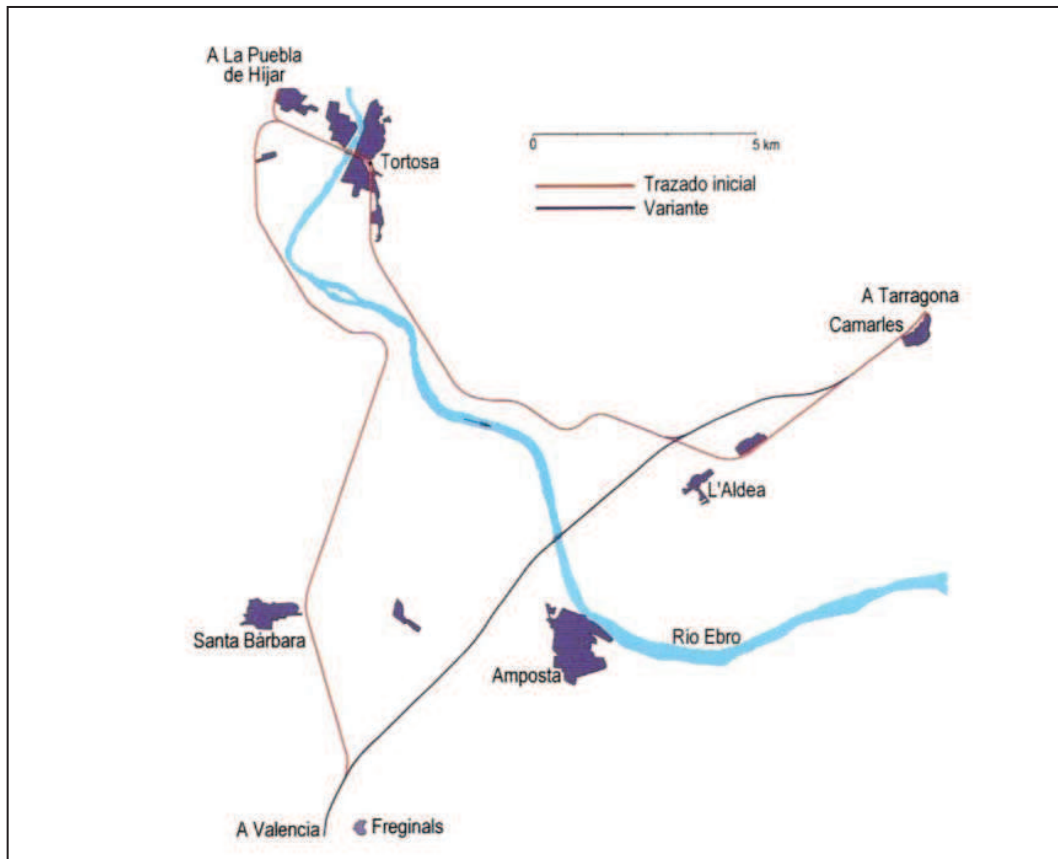 A La Puebla
de Híjar
Tortosa
0 5 km
Trazado inicial
Variante
A Tarragona
Camarles
L'Aldea
Santa Bárbara
Río Ebro
Amposta
A Valencia
Freginals